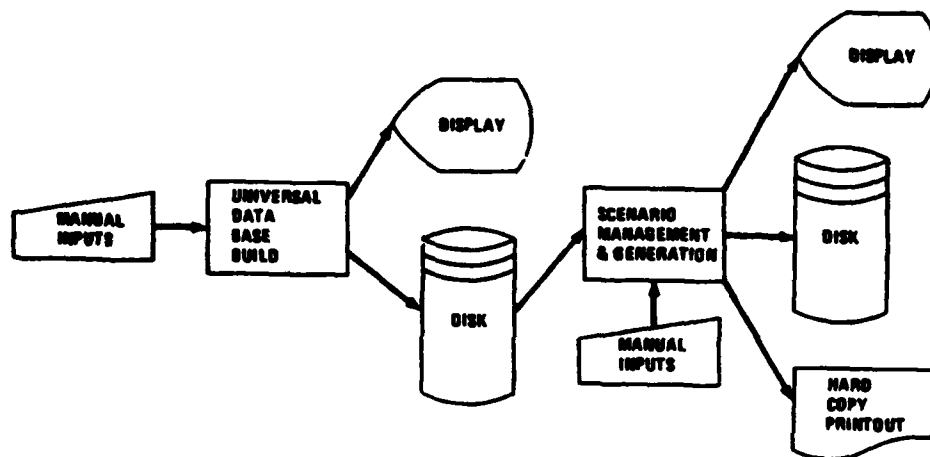 MANUAL
INPUTS
UNIVERSAL
DATA
BASE
BUILD
DISPLAY
DISK
SCENARIO
MANAGEMENT
& GENERATION
MANUAL
INPUTS
DISPLAY
DISK
HARD
COPY
PRINTOUT